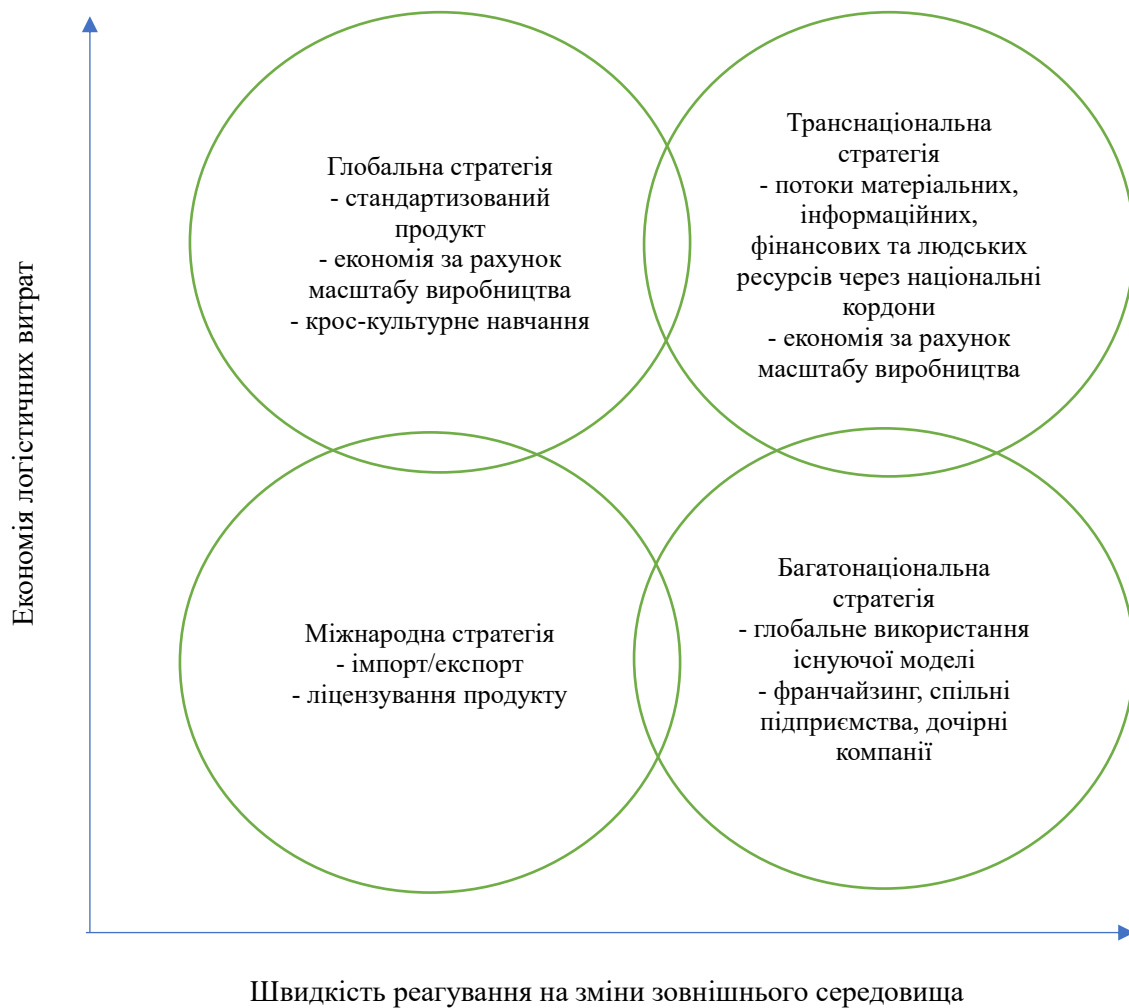 Економія логістичних витрат
Глобальна стратегія
- стандартизований
продукт
- економія за рахунок
масштабу виробництва
- крос-культурне навчання
Транснаціональна
стратегія
- потоки матеріальних,
інформаційних,
фінансових та людських
ресурсів через національні
кордони
- економія за рахунок
масштабу виробництва
Міжнародна стратегія
- імпорт/експорт
- ліцензування продукту
Багатонаціональна
стратегія
- глобальне використання
існуючої моделі
- франчайзинг, спільні
підприємства, дочірні
компанії
Швидкість реагування на зміни зовнішнього середовища